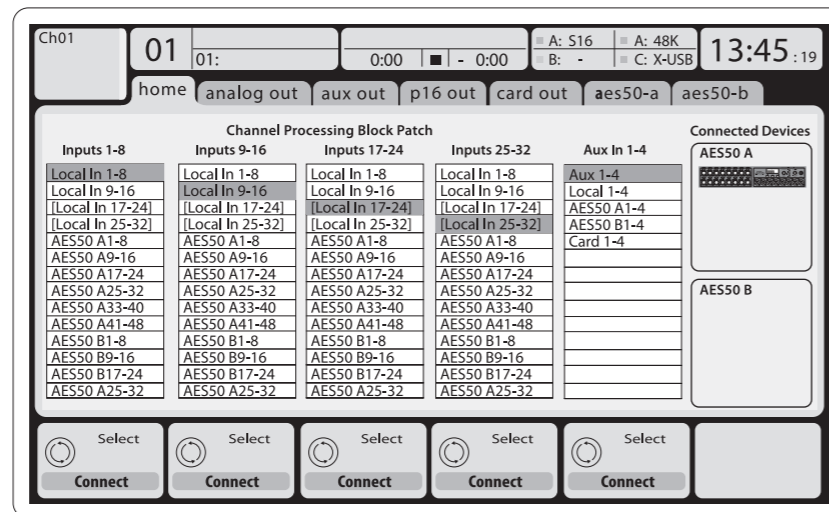 Ch01
01
01:
0:00
- 0:00
A: S16
B: -
A: 48K
C: X-USB
13:45 :19
home analog out aux out p16 out card out aes50-a aes50-b
Channel Processing Block Patch
Connected Devices
Inputs 1-8 Inputs 9-16 Inputs 17-24 Inputs 25-32 Aux In 1-4
AES50 A
Local In 1-8 Local In 1-8 Local In 1-8 Local In 1-8 Aux 1-4
Local In 9-16 Local In 9-16 Local In 9-16 Local In 9-16 Local 1-4
[Local In 17-24] [Local In 17-24] [Local In 17-24] [Local In 17-24] AES50 A1-4
[Local In 25-32] [Local In 25-32] [Local In 25-32] [Local In 25-32] AES50 B1-4
AES50 A1-8 AES50 A1-8 AES50 A1-8 AES50 A1-8 Card 1-4
AES50 A9-16 AES50 A9-16 AES50 A9-16 AES50 A9-16
AES50 A17-24 AES50 A17-24 AES50 A17-24 AES50 A17-24
AES50 A25-32 AES50 A25-32 AES50 A25-32 AES50 A25-32
AES50 B
AES50 A33-40 AES50 A33-40 AES50 A33-40 AES50 A33-40
AES50 A41-48 AES50 A41-48 AES50 A41-48 AES50 A41-48
AES50 B1-8 AES50 B1-8 AES50 B1-8 AES50 B1-8
AES50 B9-16 AES50 B9-16 AES50 B9-16 AES50 B9-16
AES50 B17-24 AES50 B17-24 AES50 B17-24 AES50 B17-24
AES50 A25-32 AES50 A25-32 AES50 A25-32 AES50 A25-32
Select Select Select Select Select
Connect Connect Connect Connect Connect